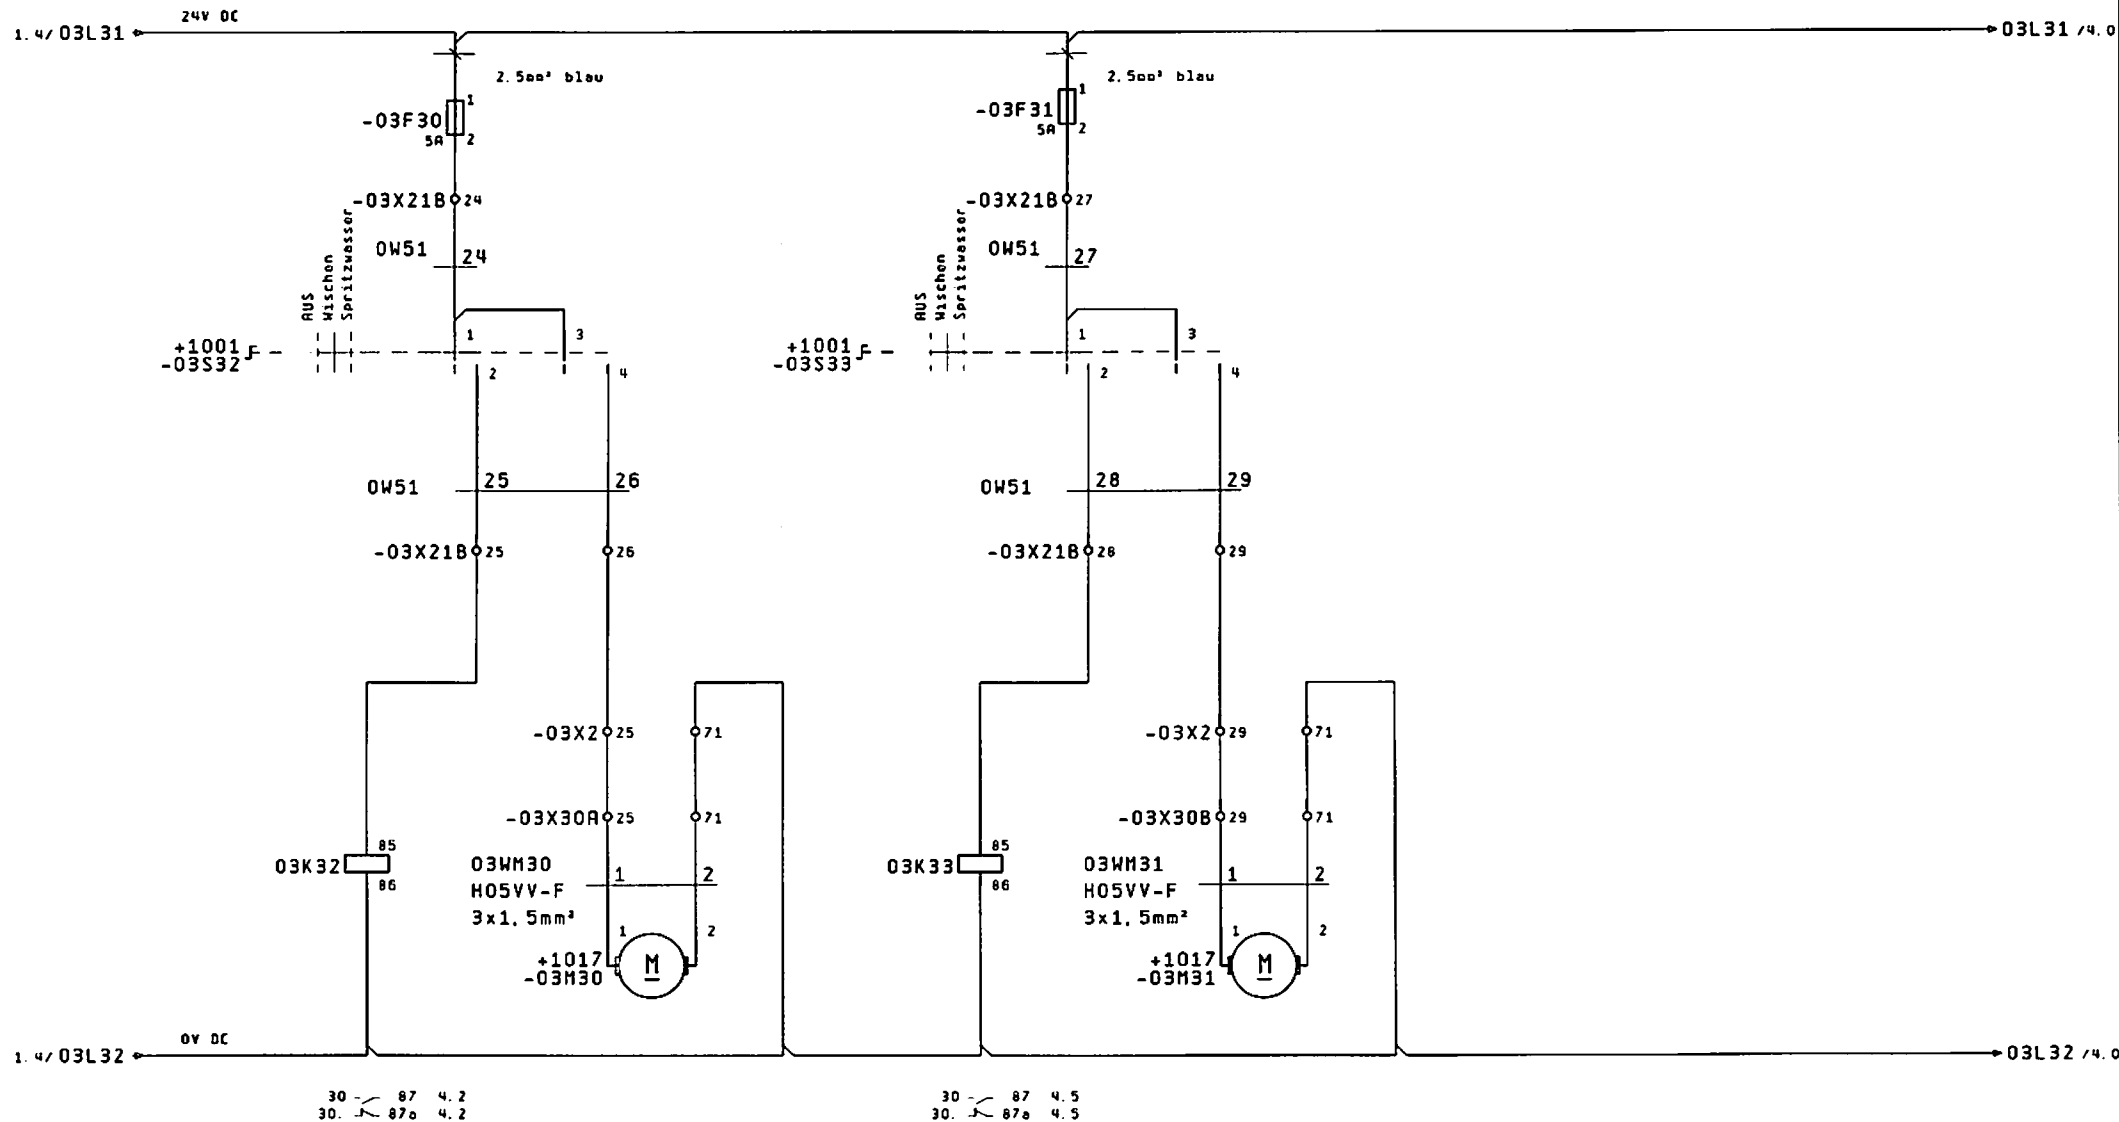 24V DC
1.4/03L31
03L31/4.0
2.5mm² blau
2.5mm² blau
-03F30
1
5A
2
-03F31
1
5A
2
-03X21B
24
-03X21B
27
AUS
Wischen
Spritzwasser
0W51
24
AUS
Wischen
Spritzwasser
0W51
27
+1001
-03S32
1
3
2
4
+1001
-03S33
1
3
2
4
0W51
25
26
0W51
28
29
-03X21B
25
26
-03X21B
28
29
-03X2
25
71
-03X2
29
71
-03X30A
25
71
-03X30B
29
71
03K32
85
86
03WM30
H05VV-F
3x1,5mm²
1
2
1
2
+1017
-03M30
M
03K33
85
86
03WM31
H05VV-F
3x1,5mm²
1
2
1
2
+1017
-03M31
M
0V DC
1.4/03L32
03L32/4.0
30 87 4.2
30. 87a 4.2
30 87 4.5
30. 87a 4.5